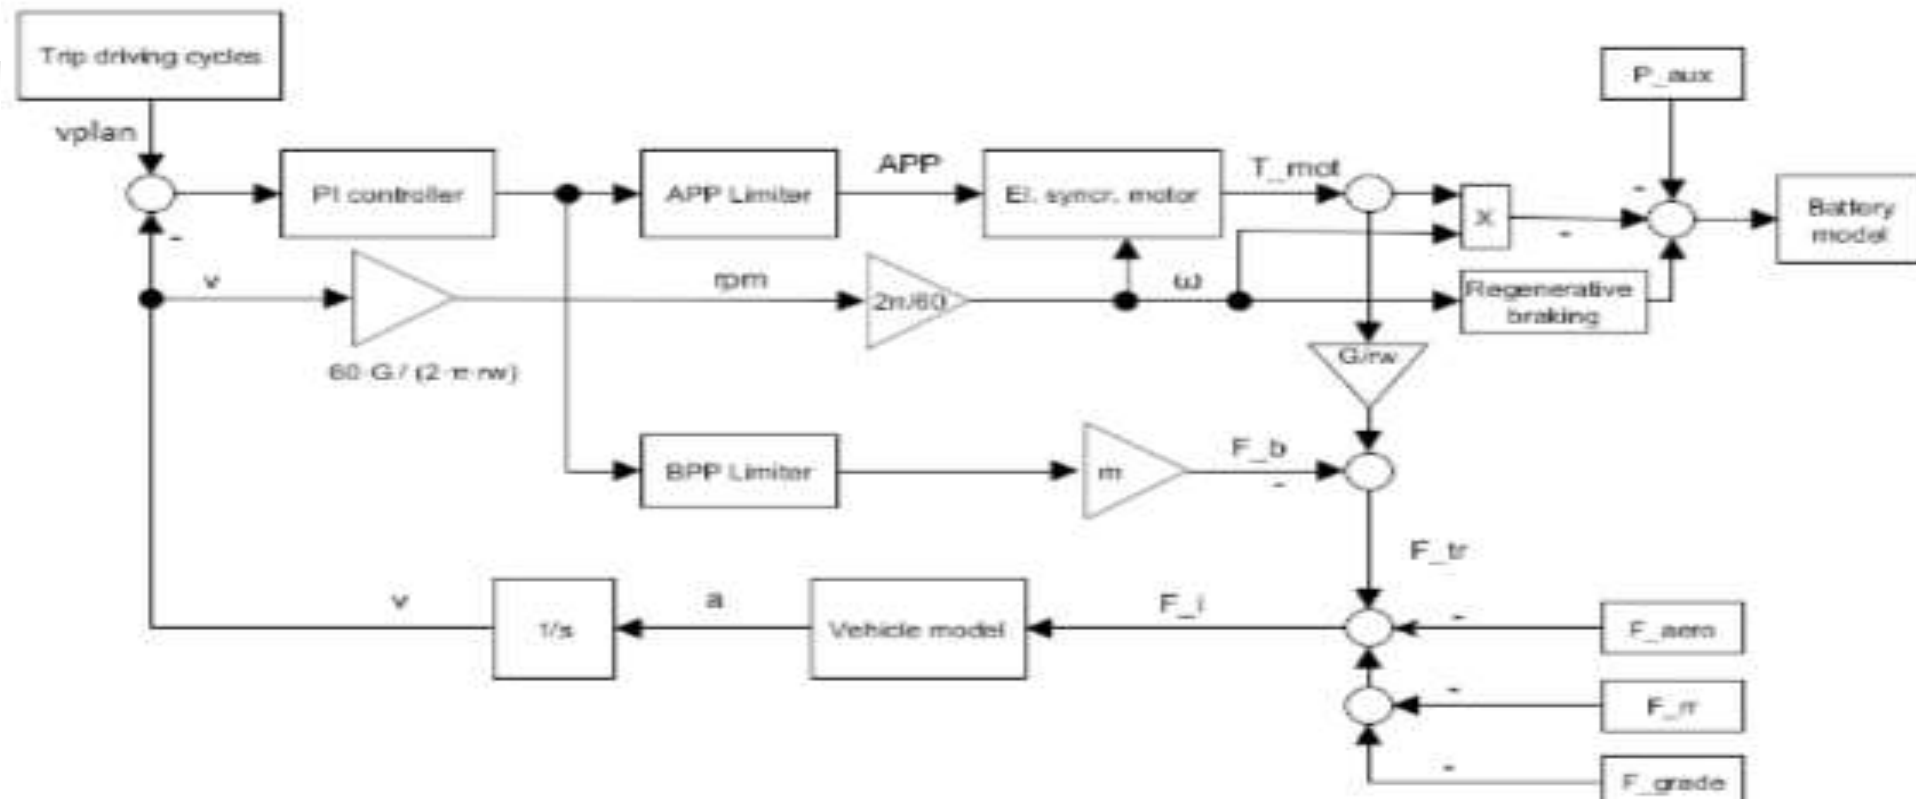 Trip driving cycles
P_aux
vplan
PI controller
APP Limiter
APP
El. syncr. motor
T_mot
X
-
-
Battery
model
-
v
rpm
2π/60
ω
Regenerative
braking
60 G / (2 π rw)
G/rw
BPP Limiter
m
F_b
-
F_tr
v
1/s
a
Vehicle model
F_i
-
F_aero
-
F_rr
-
F_grade